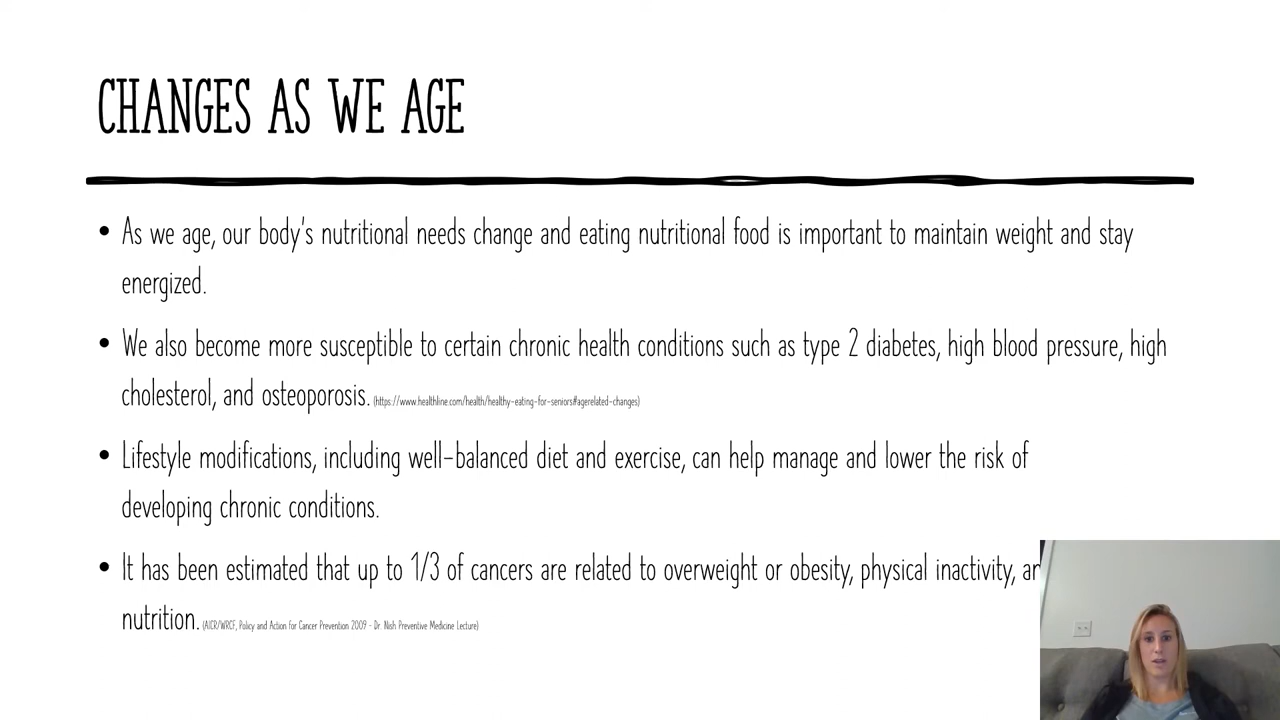 CHANGES AS WE AGE
• As we age, our body's nutritional needs change and eating nutritional food is important to maintain weight and stay
energized.
• We also become more susceptible to certain chronic health conditions such as type 2 diabetes, high blood pressure, high
cholesterol, and osteoporosis. (https://www.healthline.com/health/healthy-eating-for-seniors#agerelated-changes)
• Lifestyle modifications, including well-balanced diet and exercise, can help manage and lower the risk of
developing chronic conditions.
• It has been estimated that up to 1/3 of cancers are related to overweight or obesity, physical inactivity,
nutrition. (AICR/WRCF, Policy and Action for Cancer Prevention 2009 - Dr. Nish Preventive Medicine Lecture)